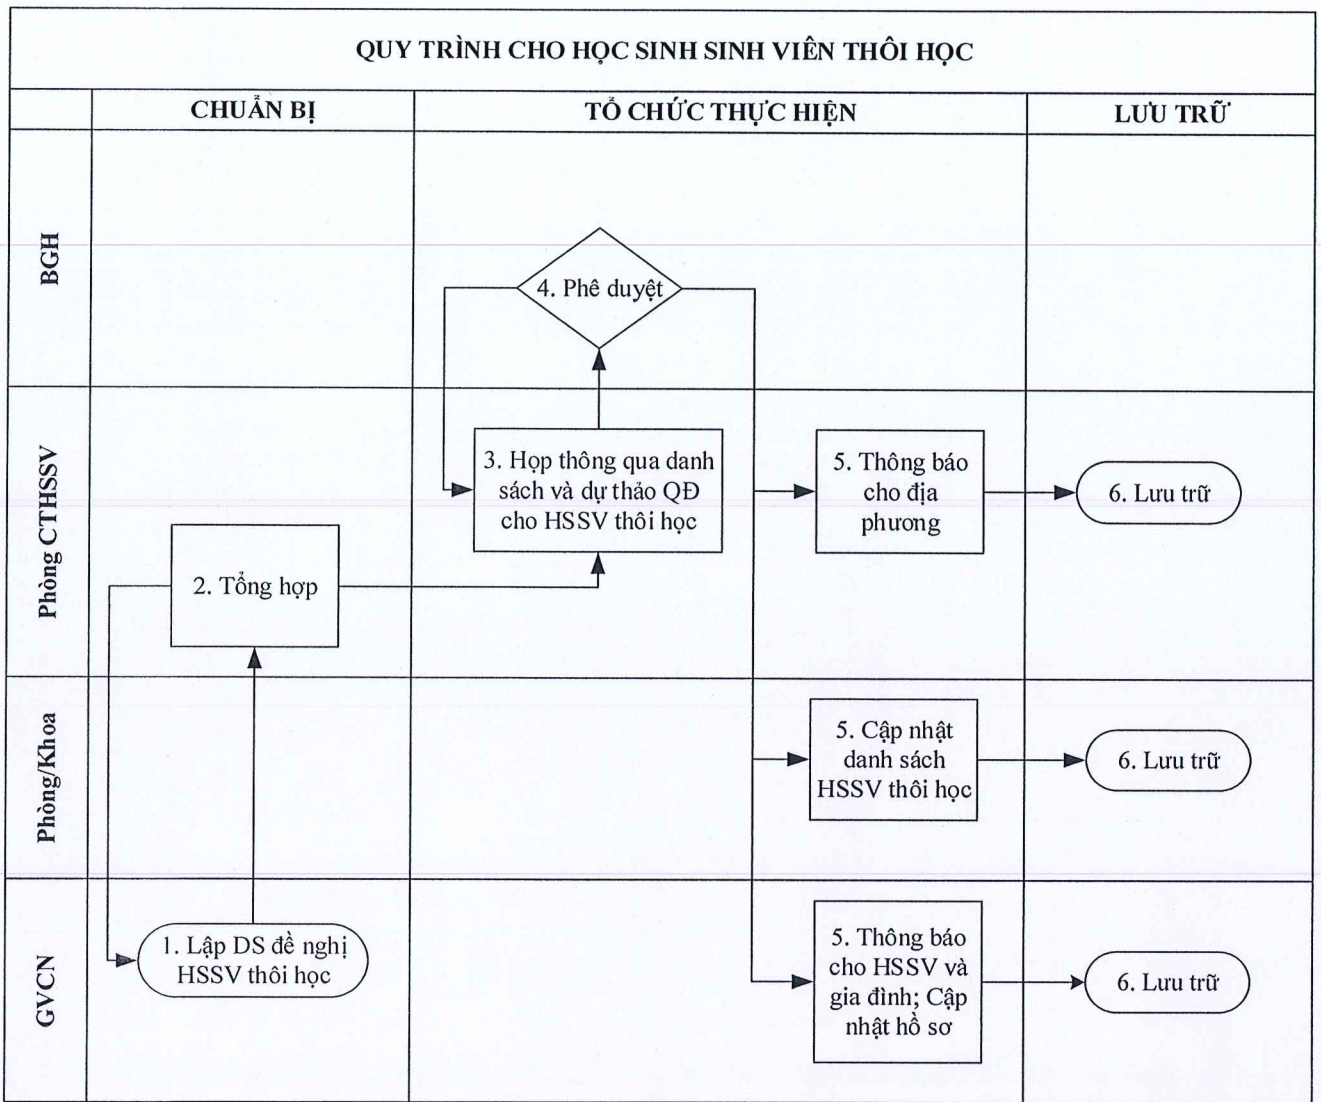 QUY TRÌNH CHO HỌC SINH SINH VIÊN THÔI HỌC
CHUẨN BỊ
TỔ CHỨC THỰC HIỆN
LƯU TRỮ
BGH
4. Phê duyệt
Phòng CTHSSV
3. Họp thông qua danh
sách và dự thảo QĐ
cho HSSV thôi học
5. Thông báo
cho địa
phương
6. Lưu trữ
2. Tổng hợp
Phòng/Khoa
5. Cập nhật
danh sách
HSSV thôi học
6. Lưu trữ
GVCN
1. Lập DS đề nghị
HSSV thôi học
5. Thông báo
cho HSSV và
gia đình; Cập
nhật hồ sơ
6. Lưu trữ